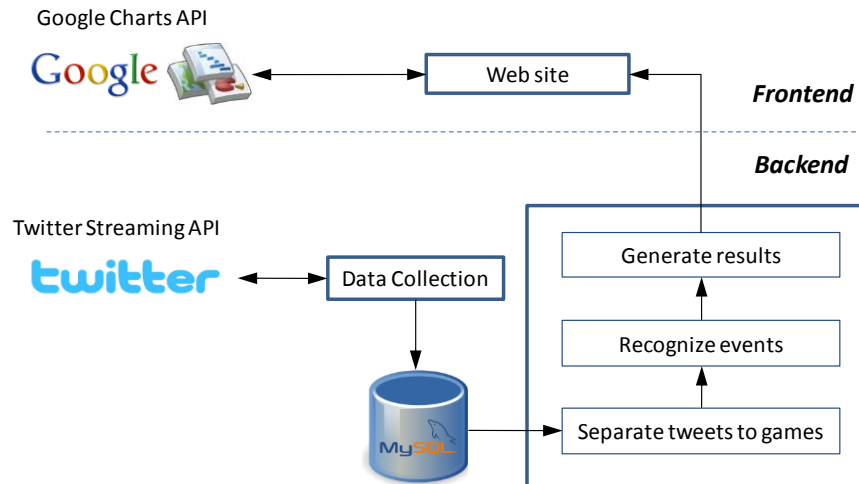 Google Charts API
Google
Web site
Frontend
Backend
Twitter Streaming API
twitter
Data Collection
Generate results
Recognize events
MySQL
Separate tweets to games